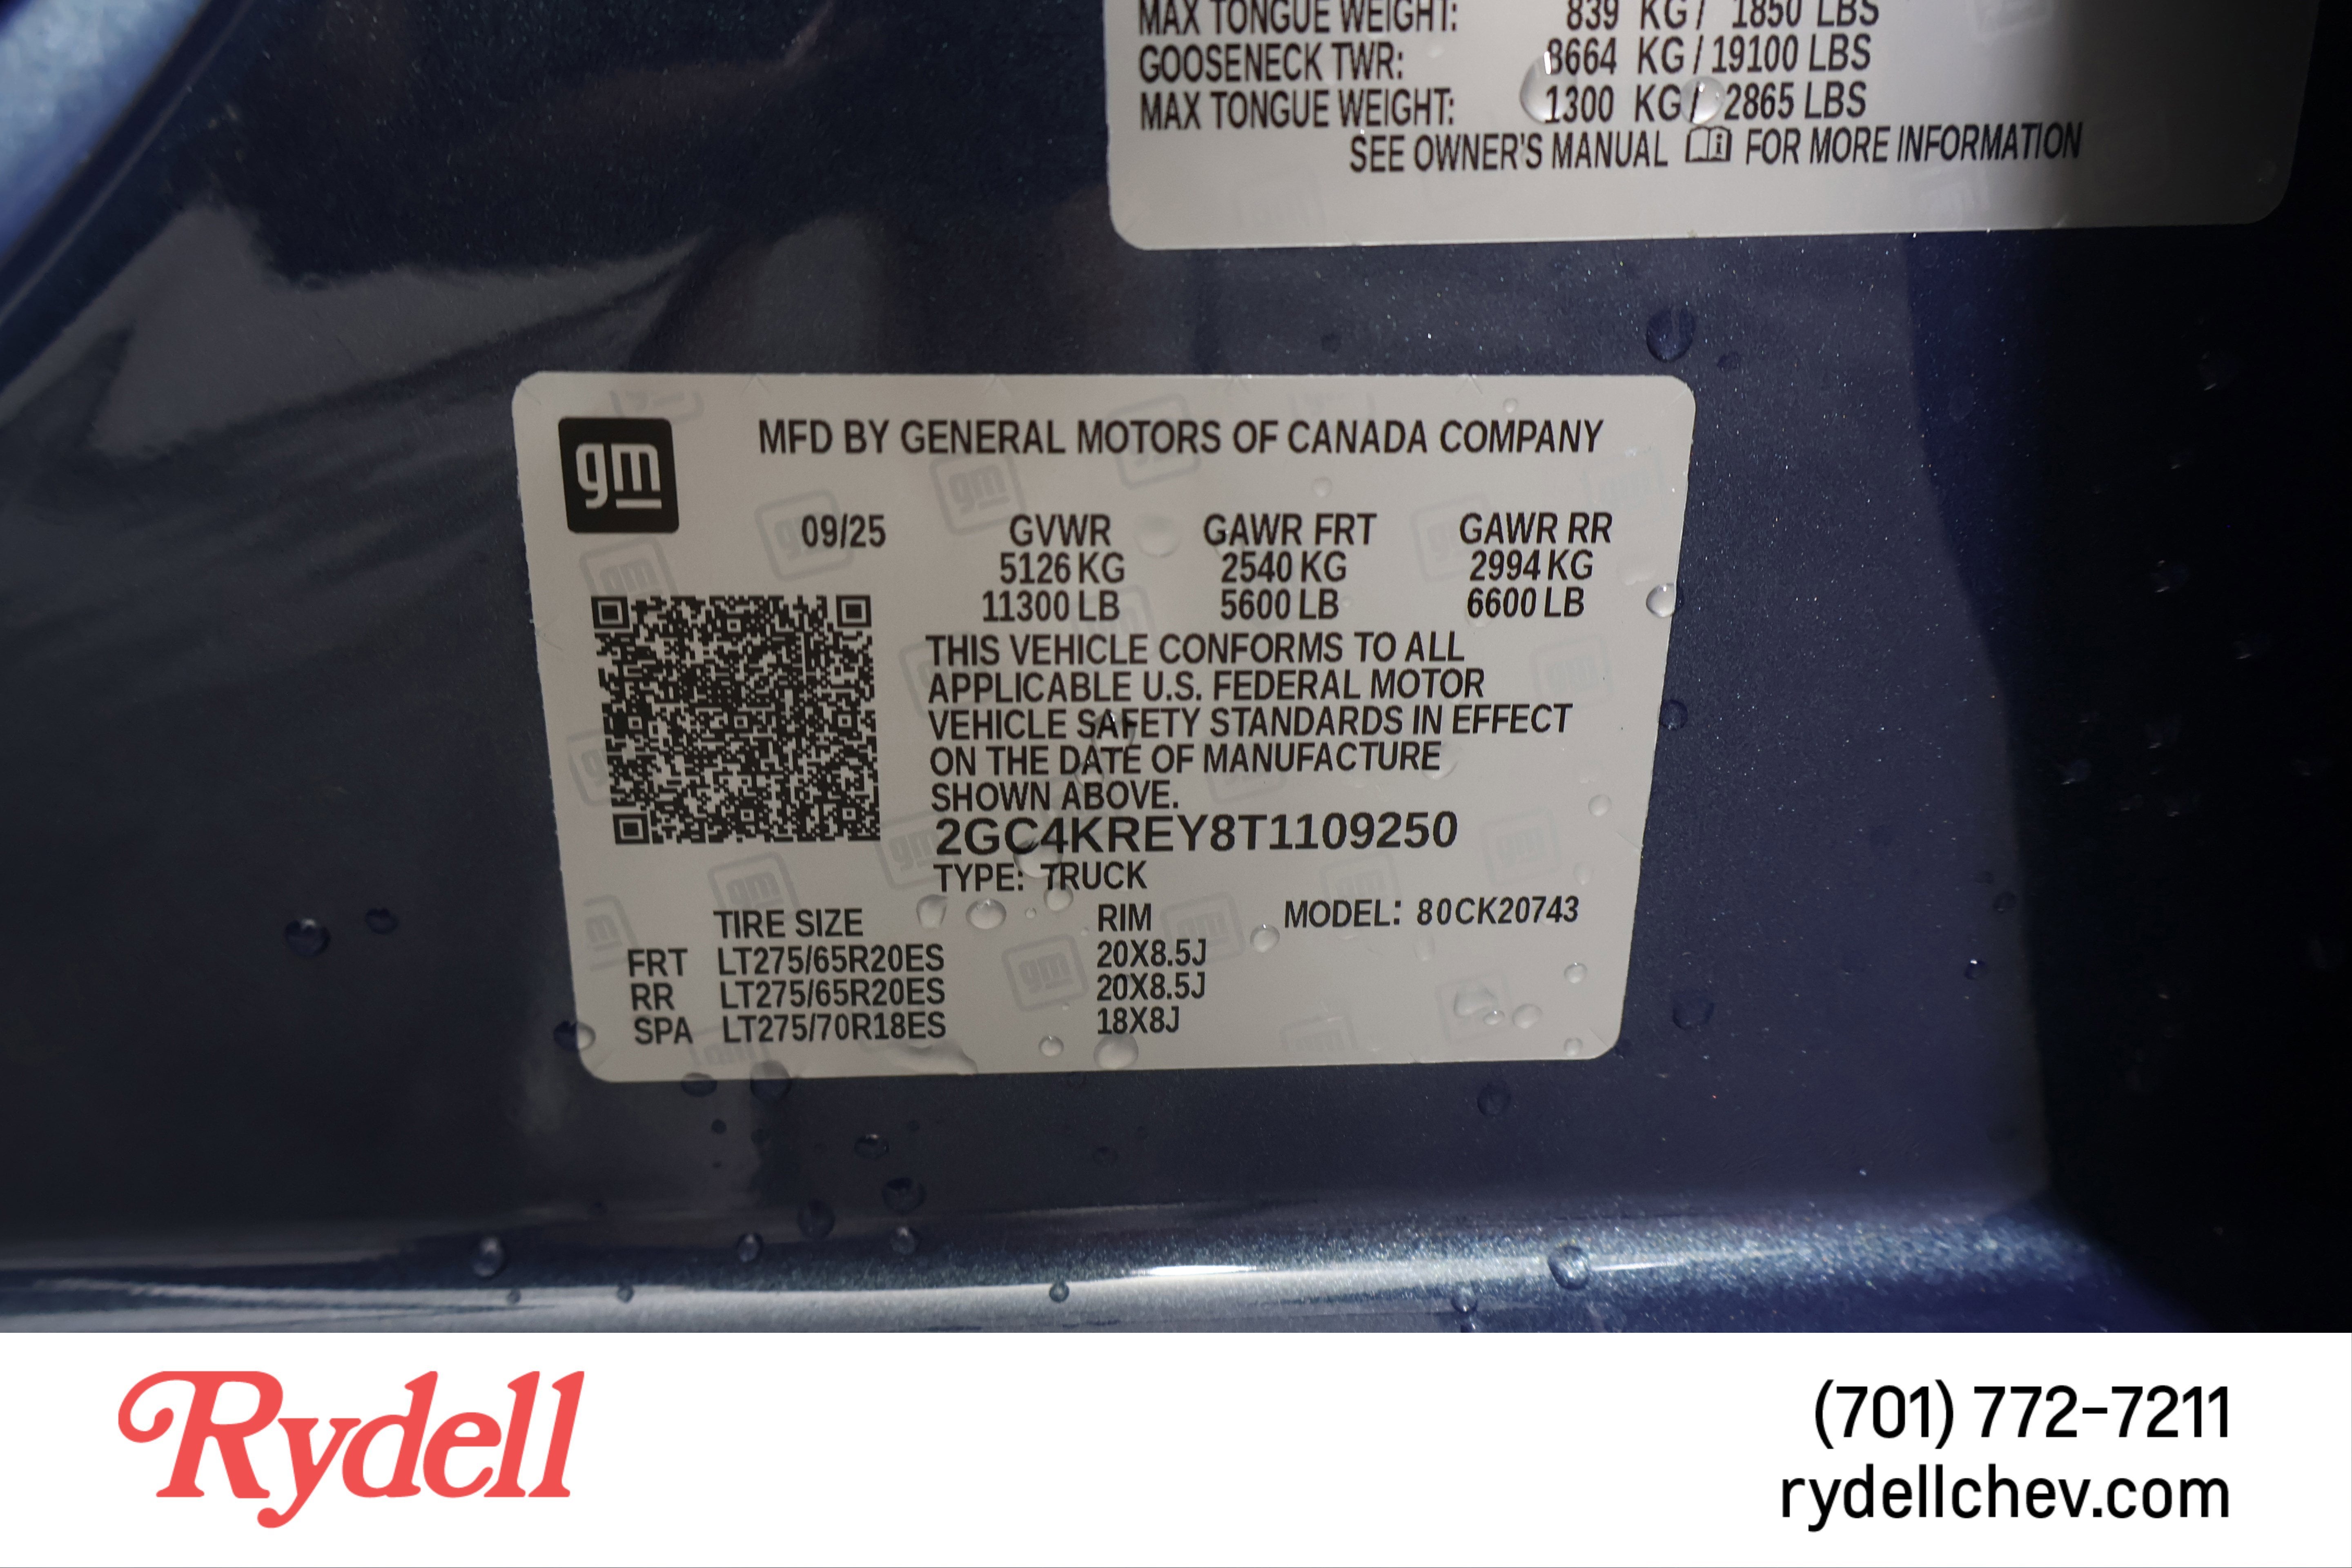 MAX TONGUE WEIGHT: 839 KG / 1850 LBS
GOOSENECK TWR: 8664 KG / 19100 LBS
MAX TONGUE WEIGHT: 1300 KG / 2865 LBS
SEE OWNER'S MANUAL FOR MORE INFORMATION
gm
MFD BY GENERAL MOTORS OF CANADA COMPANY
09/25 GVWR GAWR FRT GAWR RR
5126 KG 2540 KG 2994 KG
11300 LB 5600 LB 6600 LB
THIS VEHICLE CONFORMS TO ALL
APPLICABLE U.S. FEDERAL MOTOR
VEHICLE SAFETY STANDARDS IN EFFECT
ON THE DATE OF MANUFACTURE
SHOWN ABOVE.
2GC4KREY8T1109250
TYPE: TRUCK
TIRE SIZE RIM MODEL: 80CK20743
FRT LT275/65R20ES 20X8.5J
RR LT275/65R20ES 20X8.5J
SPA LT275/70R18ES 18X8J
Rydell
(701) 772-7211
rydellchev.com